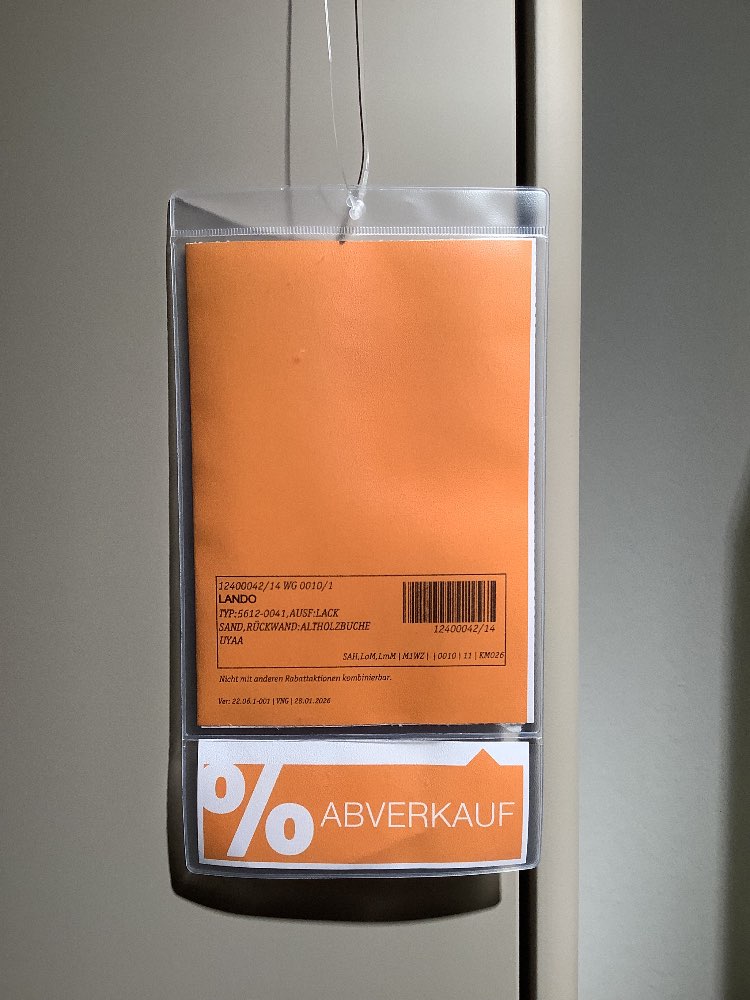 12400042/14 WG 0010/1
LANDO
TYP:5612-0041,AUSF:LACK
SAND,RÜCKWAND:ALTHOLZBUCHE
UYAA
12400042/14
SAH,LoM,LmM | M1WZ | | 0010 | 11 | KM026
Nicht mit anderen Rabattaktionen kombinierbar.
Ver: 22.06.1-001 | VNG | 28.01.2026
% ABVERKAUF